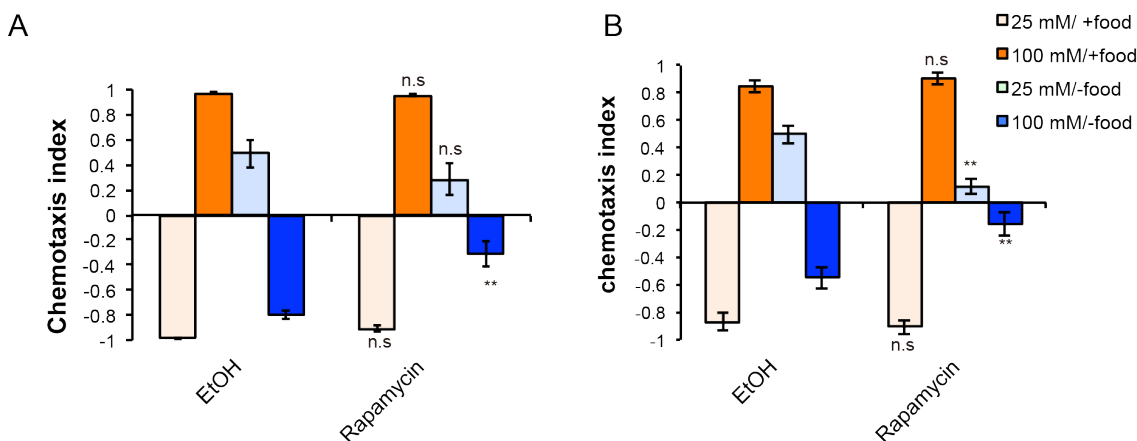 A
Chemotaxis index
1
0.8
0.6
0.4
0.2
0
-0.2
-0.4
-0.6
-0.8
-1
n.s
n.s
**
n.s
EtOH
Rapamycin
B
chemotaxis index
1
0.8
0.6
0.4
0.2
0
-0.2
-0.4
-0.6
-0.8
-1
n.s
**
**
n.s
EtOH
Rapamycin
25 mM/ +food
100 mM/+food
25 mM/-food
100 mM/-food